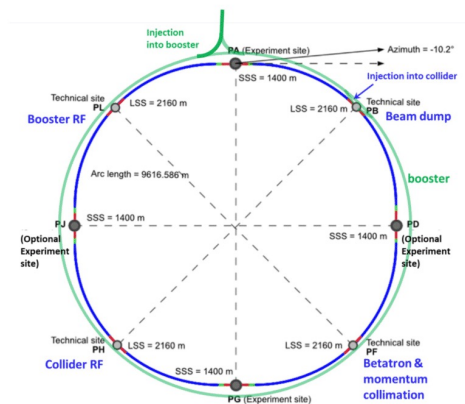 Injection
into booster
PA (Experiment site)
Azimuth = -10.2°
SSS = 1400 m
Injection into collider
Technical site
PL
LSS = 2160 m
Booster RF
LSS = 2160 m
Technical site
PB
Beam dump
Arc length = 9616.586 m
booster
PJ
SSS = 1400 m
(Optional
Experiment
site)
PD
SSS = 1400 m
(Optional
Experiment
site)
Technical site
PH
LSS = 2160 m
Collider RF
LSS = 2160 m
Technical site
PF
Betatron &
momentum
collimation
SSS = 1400 m
PG (Experiment site)